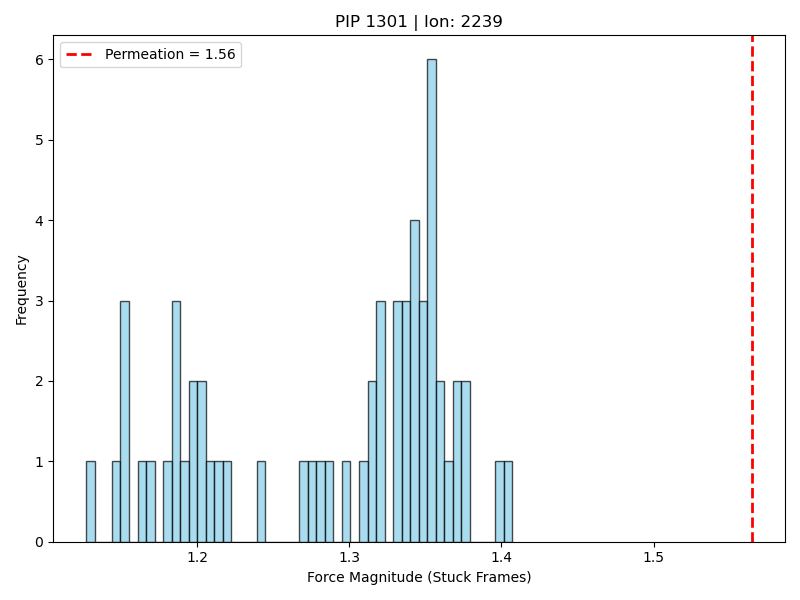 PIP 1301 | Ion: 2239
Permeation = 1.56
6
5
4
3
2
1
0
Frequency
1.2 1.3 1.4 1.5
Force Magnitude (Stuck Frames)